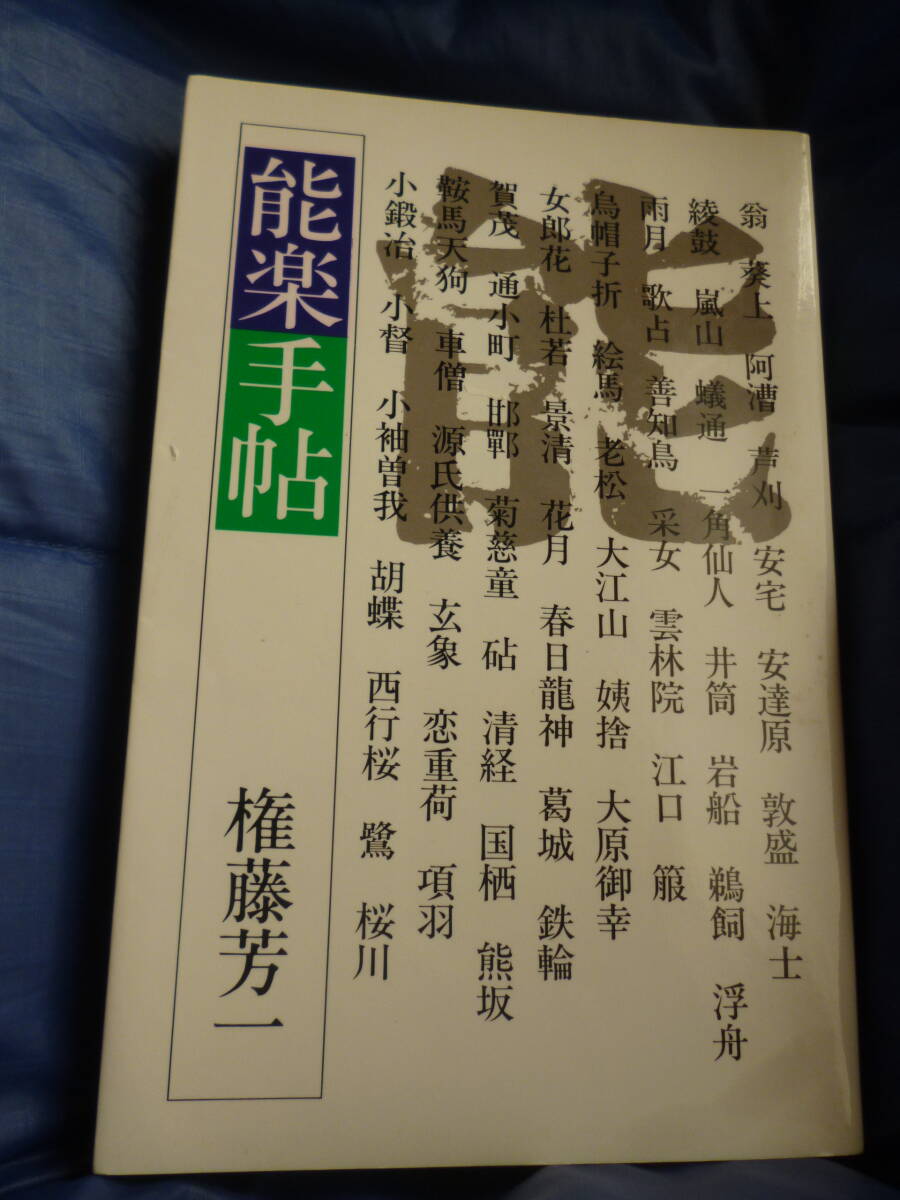 能
翁 葵上 阿漕 芦刈 安宅 安達原 敦盛 海士
綾鼓 嵐山 蟻通 一角仙人 井筒 岩船 鵜飼 浮舟
雨月 歌占 善知鳥 采女 雲林院 江口 箙
烏帽子折 絵馬 老松 大江山 姨捨 大原御幸
女郎花 杜若 景清 花月 春日龍神 葛城 鉄輪
賀茂 通小町 邯鄲 菊慈童 砧 清経 国栖 熊坂
鞍馬天狗 車僧 源氏供養 玄象 恋重荷 項羽
小鍛冶 小督 小袖曽我 胡蝶 西行桜 鷺 桜川
能楽手帖
権藤芳一